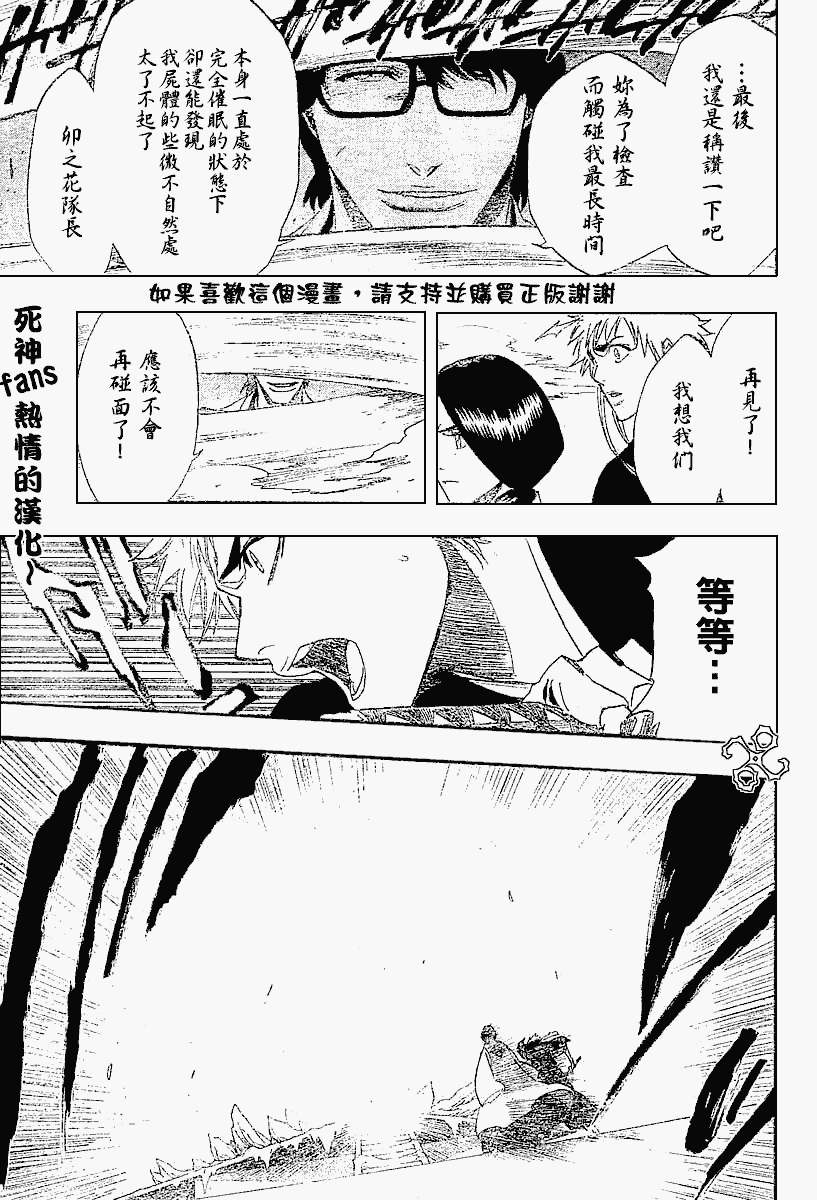 …最後
我還是稱讚一下吧
妳為了檢查
而觸碰我最長時間
本身一直處於
完全催眠的狀態下
卻還能發現
我屍體的些微不自然處
太了不起了
卯之花隊長
如果喜歡這個漫畫，請支持並購買正版謝謝
死神fans熱情的漢化~
再見了！
我想我們
應該不會
再碰面了！
等等…